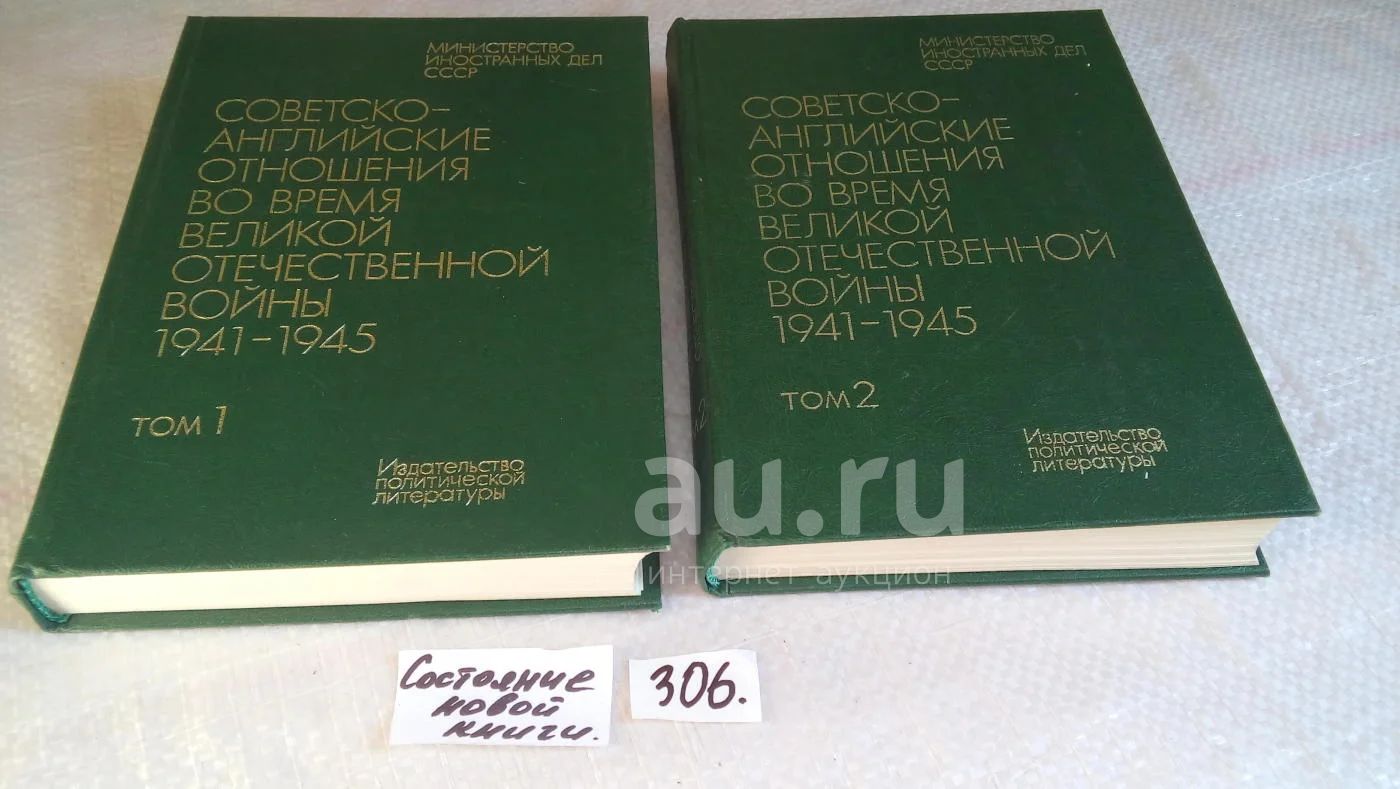 МИНИСТЕРСТВО
ИНОСТРАННЫХ ДЕЛ
СССР
СОВЕТСКО-
АНГЛИЙСКИЕ
ОТНОШЕНИЯ
ВО ВРЕМЯ
ВЕЛИКОЙ
ОТЕЧЕСТВЕННОЙ
ВОЙНЫ
1941-1945
ТОМ 1
Издательство
политической
литературы
МИНИСТЕРСТВО
ИНОСТРАННЫХ ДЕЛ
СССР
СОВЕТСКО-
АНГЛИЙСКИЕ
ОТНОШЕНИЯ
ВО ВРЕМЯ
ВЕЛИКОЙ
ОТЕЧЕСТВЕННОЙ
ВОЙНЫ
1941-1945
ТОМ 2
Издательство
политической
литературы
au.ru
интернет аукцион
Состояние
новой
книги.
306.